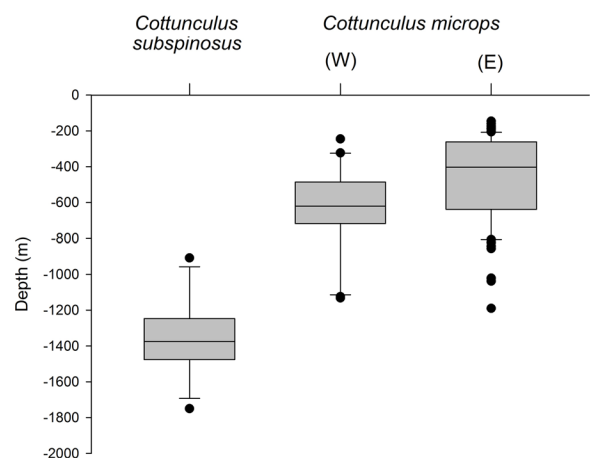 Cottunculus
subspinosus
Cottunculus microps
(W)
(E)
Depth (m)
0
-200
-400
-600
-800
-1000
-1200
-1400
-1600
-1800
-2000